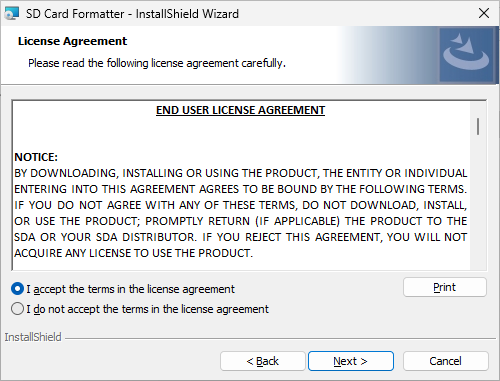 SD Card Formatter - InstallShield Wizard
License Agreement
Please read the following license agreement carefully.
END USER LICENSE AGREEMENT
NOTICE:
BY DOWNLOADING, INSTALLING OR USING THE PRODUCT, THE ENTITY OR INDIVIDUAL
ENTERING INTO THIS AGREEMENT AGREES TO BE BOUND BY THE FOLLOWING TERMS.
IF YOU DO NOT AGREE WITH ANY OF THESE TERMS, DO NOT DOWNLOAD, INSTALL,
OR USE THE PRODUCT; PROMPTLY RETURN (IF APPLICABLE) THE PRODUCT TO THE
SDA OR YOUR SDA DISTRIBUTOR. IF YOU REJECT THIS AGREEMENT, YOU WILL NOT
ACQUIRE ANY LICENSE TO USE THE PRODUCT.
I accept the terms in the license agreement
Print
I do not accept the terms in the license agreement
InstallShield
< Back
Next >
Cancel